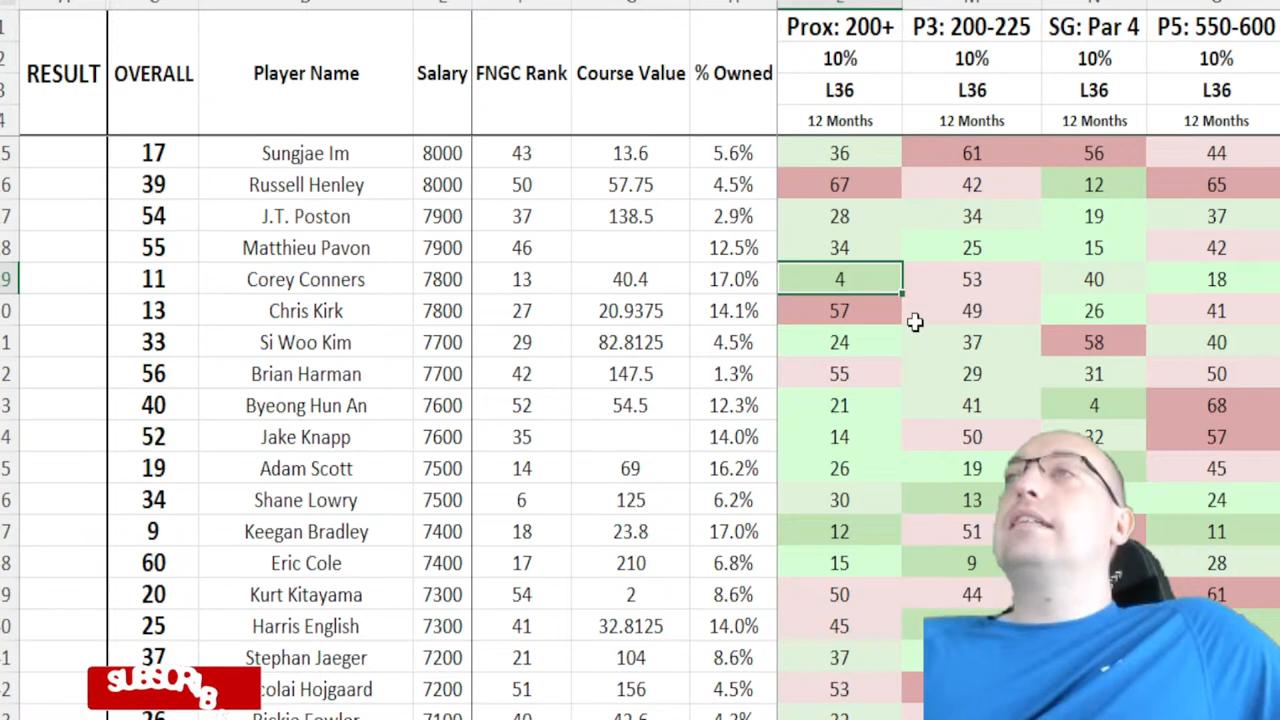 Prox: 200+ P3: 200-225 SG: Par 4 P5: 550-600
10% 10% 10% 10%
RESULT OVERALL Player Name Salary FNGC Rank Course Value % Owned
L36 L36 L36 L36
12 Months 12 Months 12 Months 12 Months
17 Sungjae Im 8000 43 13.6 5.6% 36 61 56 44
39 Russell Henley 8000 50 57.75 4.5% 67 42 12 65
54 J.T. Poston 7900 37 138.5 2.9% 28 34 19 37
55 Matthieu Pavon 7900 46 12.5% 34 25 15 42
11 Corey Conners 7800 13 40.4 17.0% 4 53 40 18
13 Chris Kirk 7800 27 20.9375 14.1% 57 49 26 41
33 Si Woo Kim 7700 29 82.8125 4.5% 24 37 58 40
56 Brian Harman 7700 42 147.5 1.3% 55 29 31 50
40 Byeong Hun An 7600 52 54.5 12.3% 21 41 4 68
52 Jake Knapp 7600 35 14.0% 14 50 32 57
19 Adam Scott 7500 14 69 16.2% 26 19 45
34 Shane Lowry 7500 6 125 6.2% 30 13 24
9 Keegan Bradley 7400 18 23.8 17.0% 12 51 11
60 Eric Cole 7400 17 210 6.8% 15 9 28
20 Kurt Kitayama 7300 54 2 8.6% 50 44 61
25 Harris English 7300 41 32.8125 14.0% 45
37 Stephan Jaeger 7200 21 104 8.6% 37
SUBSCRIB
Hojgaard 7200 51 156 4.5% 53